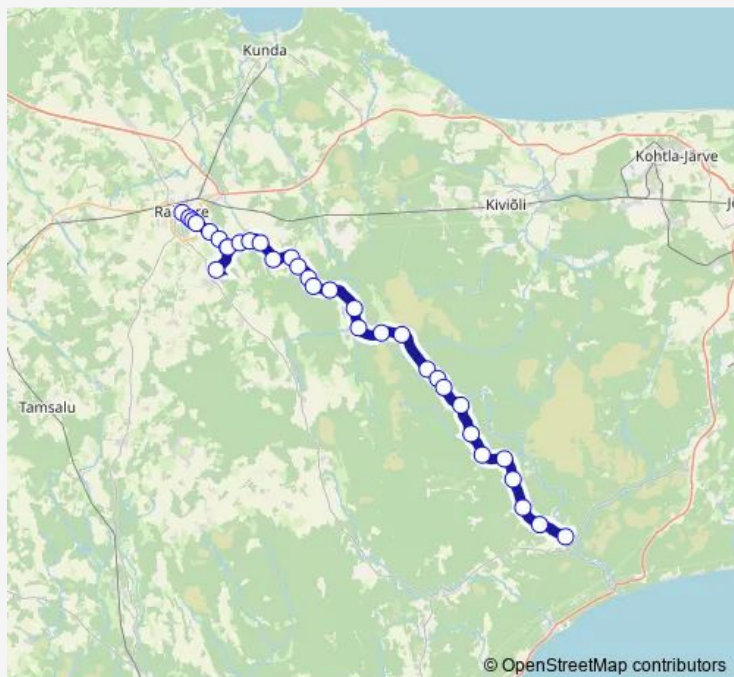 Kunda
Kohtla-Järve
Kiviõli
Tamsalu
© OpenStreetMap contributors